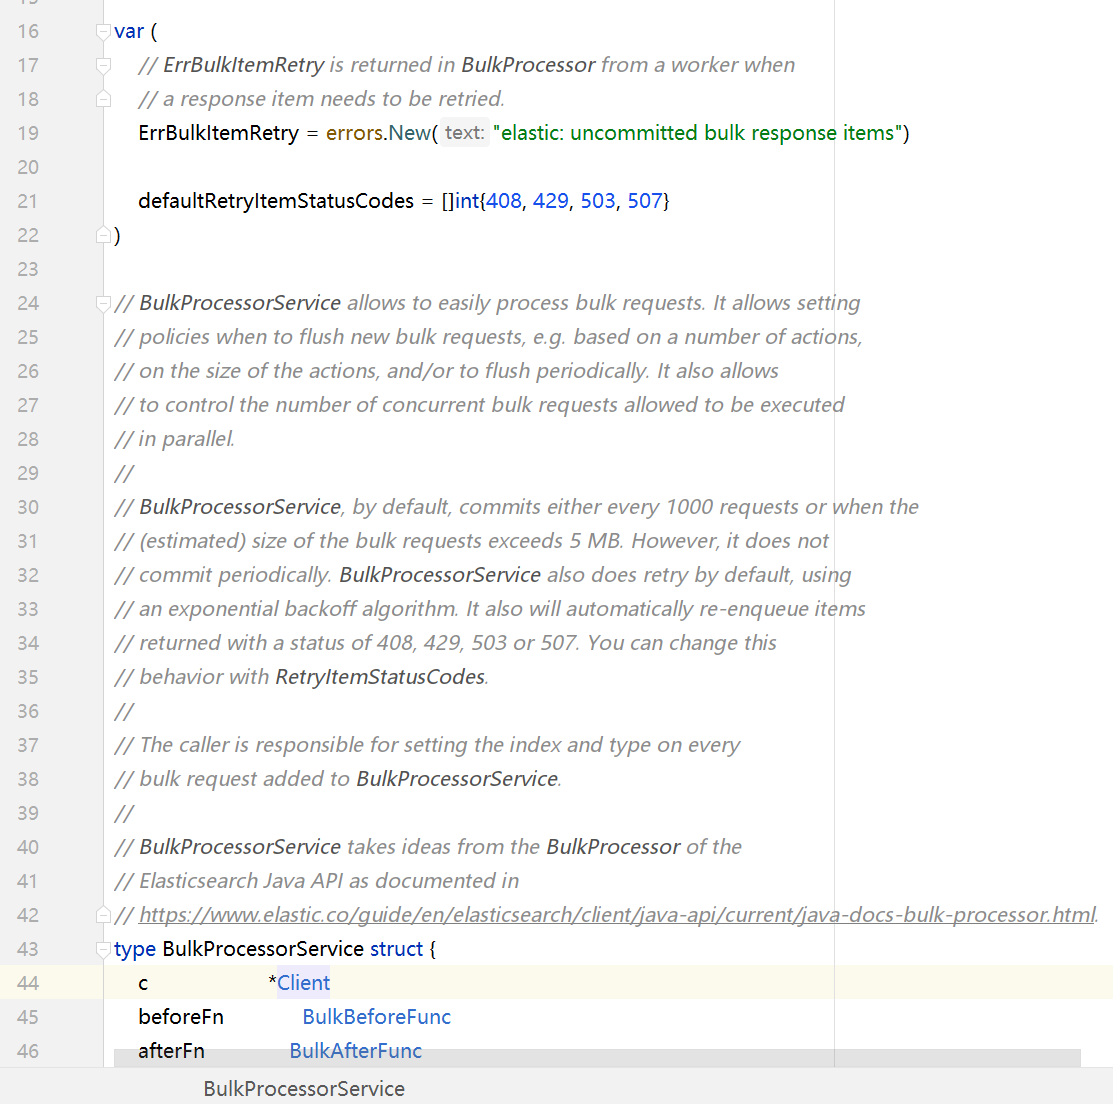 16 var (
17 // ErrBulkItemRetry is returned in BulkProcessor from a worker when
18 // a response item needs to be retried.
19 ErrBulkItemRetry = errors.New( text: "elastic: uncommitted bulk response items")
20
21 defaultRetryItemStatusCodes = []int{408, 429, 503, 507}
22 )
23
24 // BulkProcessorService allows to easily process bulk requests. It allows setting
25 // policies when to flush new bulk requests, e.g. based on a number of actions,
26 // on the size of the actions, and/or to flush periodically. It also allows
27 // to control the number of concurrent bulk requests allowed to be executed
28 // in parallel.
29 //
30 // BulkProcessorService, by default, commits either every 1000 requests or when the
31 // (estimated) size of the bulk requests exceeds 5 MB. However, it does not
32 // commit periodically. BulkProcessorService also does retry by default, using
33 // an exponential backoff algorithm. It also will automatically re-enqueue items
34 // returned with a status of 408, 429, 503 or 507. You can change this
35 // behavior with RetryItemStatusCodes.
36 //
37 // The caller is responsible for setting the index and type on every
38 // bulk request added to BulkProcessorService.
39 //
40 // BulkProcessorService takes ideas from the BulkProcessor of the
41 // Elasticsearch Java API as documented in
42 // https://www.elastic.co/guide/en/elasticsearch/client/java-api/current/java-docs-bulk-processor.html.
43 type BulkProcessorService struct {
44 c *Client
45 beforeFn BulkBeforeFunc
46 afterFn BulkAfterFunc
BulkProcessorService